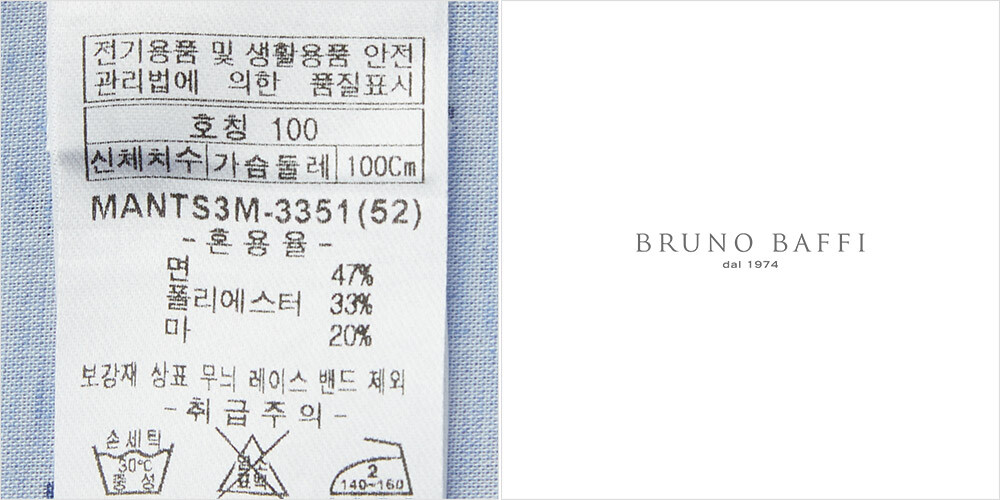 전기용품 및 생활용품 안전
관리법에 의한 품질표시
호칭 100
신체치수 가슴둘레 100Cm
MANTS3M-3351(52)
-혼용율-
면 47%
폴리에스터 33%
마 20%
보강재 상표 무늬 레이스 밴드 제외
-취급주의-
손세탁
30℃
중성
염소
표백
2
140~160
BRUNO BAFFI
dal 1974